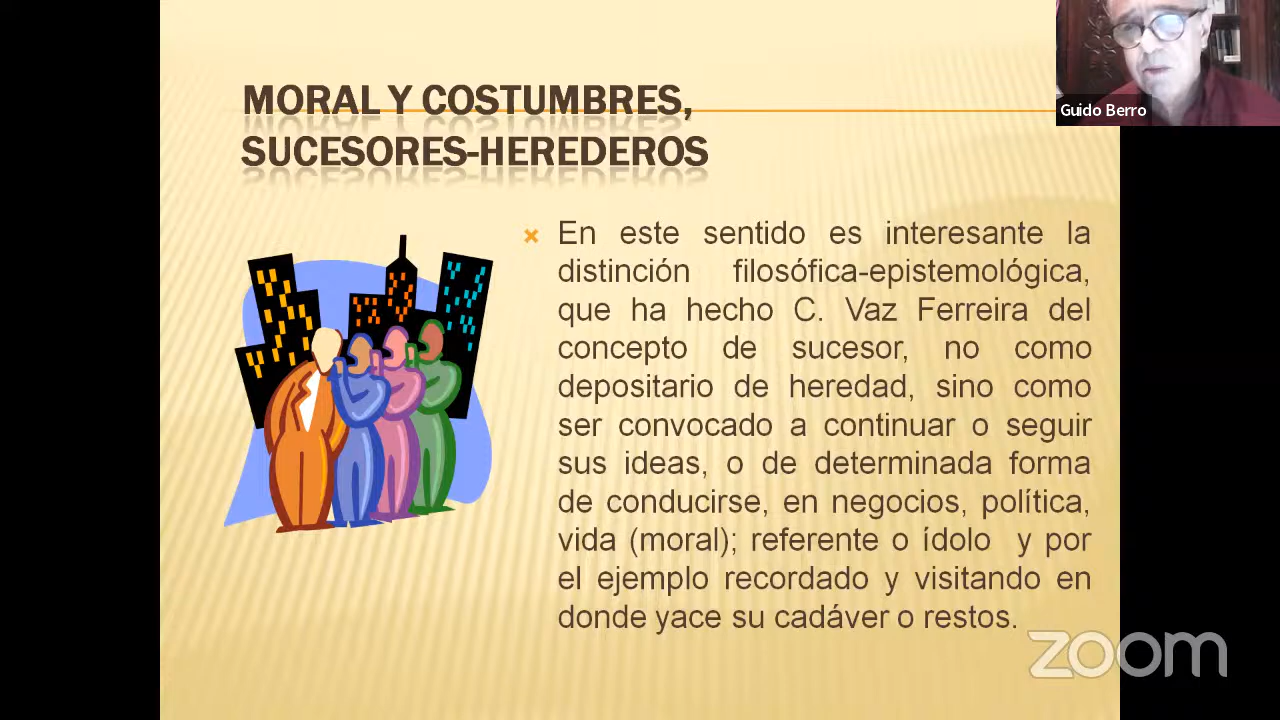 MORAL Y COSTUMBRES,
SUCESORES-HEREDEROS
Guido Berro
En este sentido es interesante la
distinción filosófica-epistemológica,
que ha hecho C. Vaz Ferreira del
concepto de sucesor, no como
depositario de heredad, sino como
ser convocado a continuar o seguir
sus ideas, o de determinada forma
de conducirse, en negocios, política,
vida (moral); referente o ídolo y por
el ejemplo recordado y visitando en
donde yace su cadáver o restos.
zoom